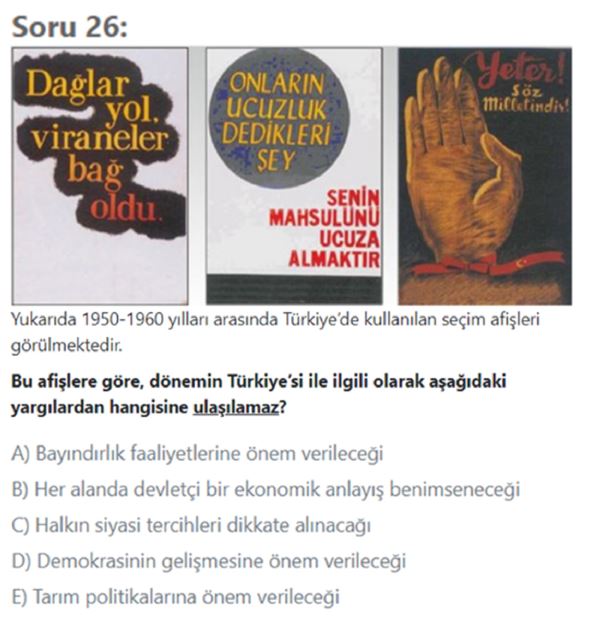 Soru 26:
Dağlar
yol,
viraneler
bağ
oldu.
ONLARIN
UCUZLUK
DEDİKLERİ
ŞEY
SENİN
MAHSULÜNÜ
UCUZA
ALMAKTIR
Yeter!
Söz
Milletindir!
Yukarıda 1950-1960 yılları arasında Türkiye'de kullanılan seçim afişleri
görülmektedir.
Bu afişlere göre, dönemin Türkiye'si ile ilgili olarak aşağıdaki
yargılardan hangisine ulaşılamaz?
A) Bayındırlık faaliyetlerine önem verileceği
B) Her alanda devletçi bir ekonomik anlayış benimseneceği
C) Halkın siyasi tercihleri dikkate alınacağı
D) Demokrasinin gelişmesine önem verileceği
E) Tarım politikalarına önem verileceği